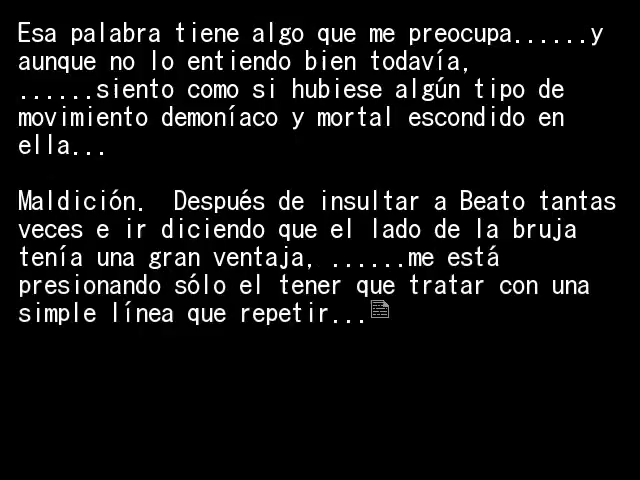 Esa palabra tiene algo que me preocupa......y
aunque no lo entiendo bien todavía,
......siento como si hubiese algún tipo de
movimiento demoníaco y mortal escondido en
ella...
Maldición.  Después de insultar a Beato tantas
veces e ir diciendo que el lado de la bruja
tenía una gran ventaja, ......me está
presionando sólo el tener que tratar con una
simple línea que repetir...